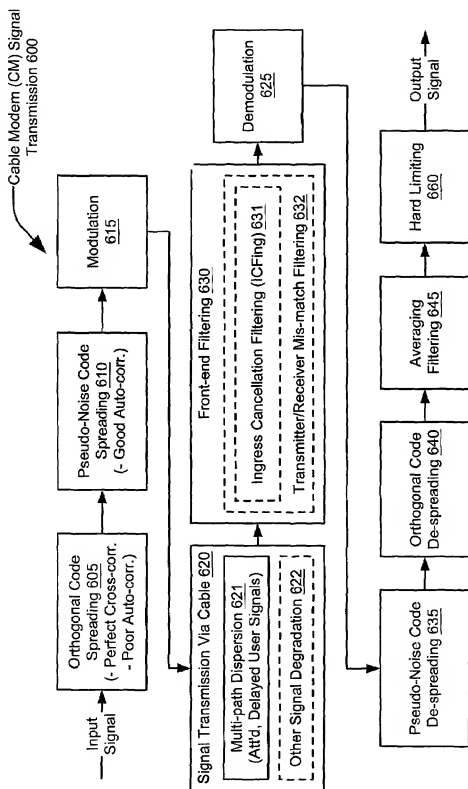 Cable Modem (CM) Signal
Transmission 600
Input
Signal
Orthogonal Code
Spreading 605
(- Perfect Cross-corr.
- Poor Auto-corr.)
Pseudo-Noise Code
Spreading 610
(- Good Auto-corr.)
Modulation
615
Signal Transmission Via Cable 620
Multi-path Dispersion 621
(Att'd, Delayed User Signals)
Other Signal Degradation 622
Front-end Filtering 630
Ingress Cancellation Filtering (ICFing) 631
Transmitter/Receiver Mis-match Filtering 632
Demodulation
625
Pseudo-Noise Code
De-spreading 635
Orthogonal Code
De-spreading 640
Averaging
Filtering 645
Hard Limiting
660
Output
Signal